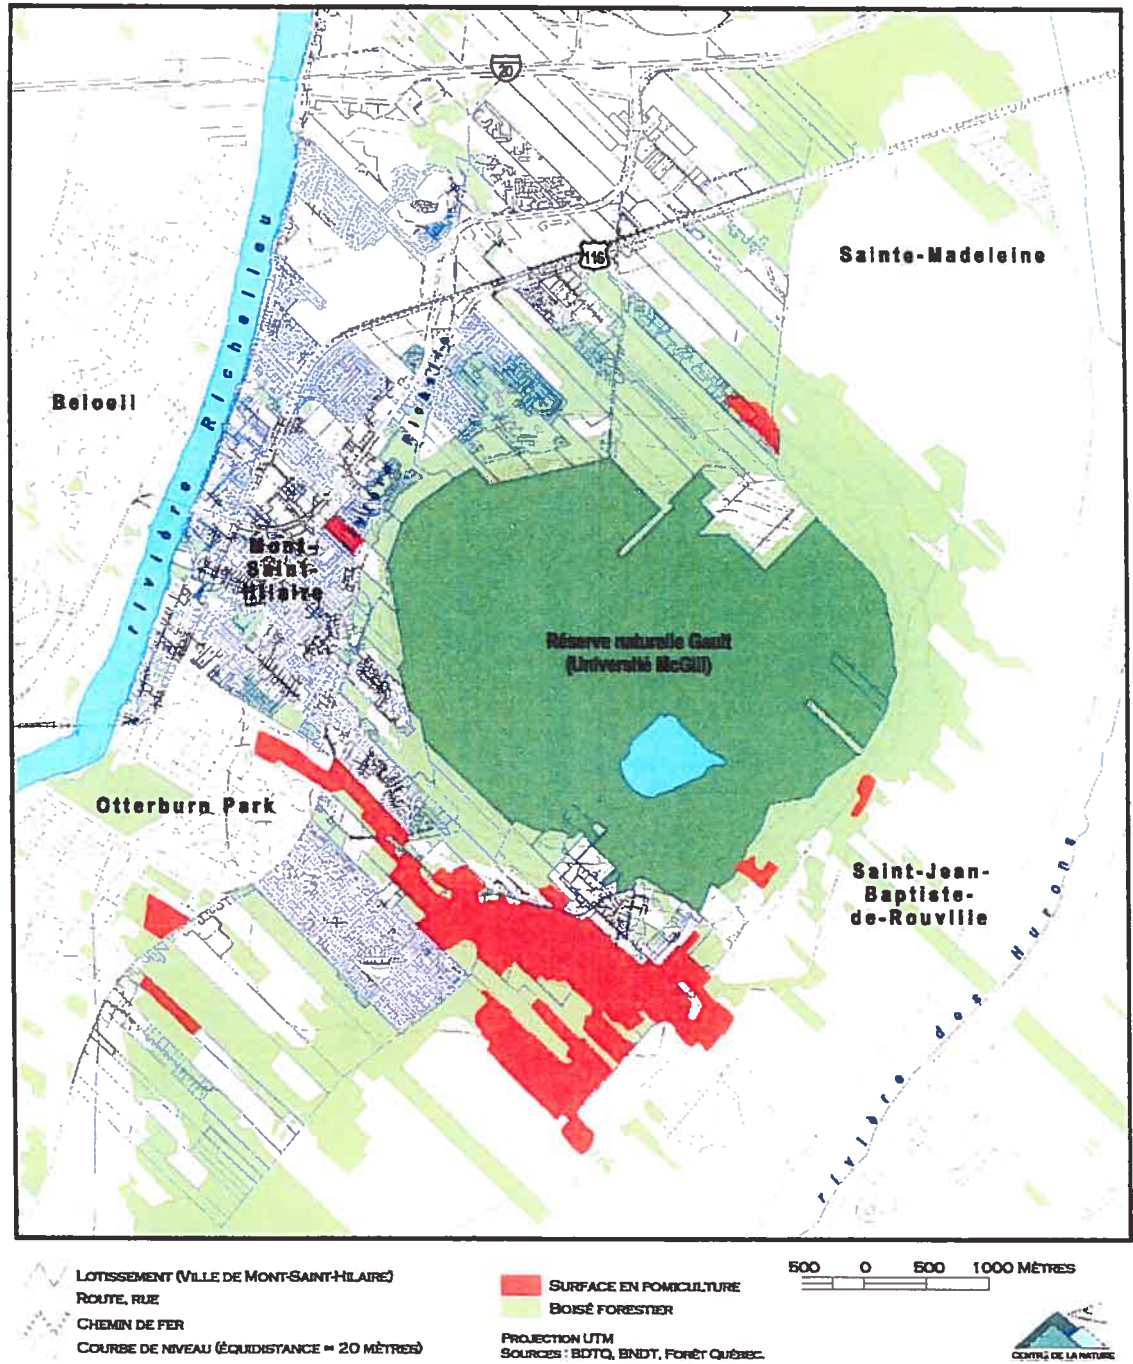 20
116
Sainte-Madeleine
Beloeil
rivière Richelieu
Mont-
Saint-
Hilaire
Réserve naturelle Gault
(Université McGill)
Otterburn Park
Saint-Jean-
Baptiste-
de-Rouville
rivière des Hurons
LOTISSEMENT (VILLE DE MONT-SAINT-HILAIRE)
ROUTE, RUE
CHEMIN DE FER
COURBE DE NIVEAU (ÉQUIDISTANCE = 20 MÈTRES)
SURFACE EN POMICULTURE
BOISÉ FORESTIER
PROJECTION UTM
SOURCES : BDTQ, BNDT, FORÊT QUÉBEC.
500 0 500 1000 MÈTRES
CENTRE DE LA NATURE